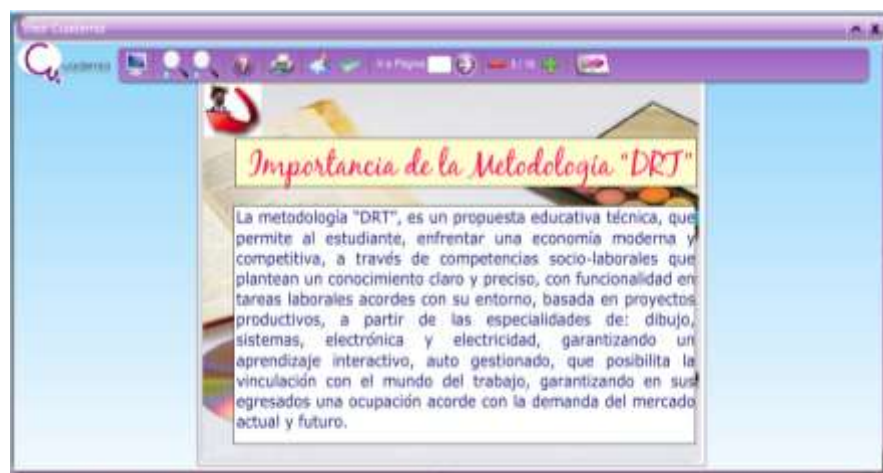 Cuaderno
Ir a Página
Importancia de la Metodología "DRT"
La metodología "DRT", es un propuesta educativa técnica, que
permite al estudiante, enfrentar una economía moderna y
competitiva, a través de competencias socio-laborales que
plantean un conocimiento claro y preciso, con funcionalidad en
tareas laborales acordes con su entorno, basada en proyectos
productivos, a partir de las especialidades de: dibujo,
sistemas, electrónica y electricidad, garantizando un
aprendizaje interactivo, auto gestionado, que posibilita la
vinculación con el mundo del trabajo, garantizando en sus
egresados una ocupación acorde con la demanda del mercado
actual y futuro.